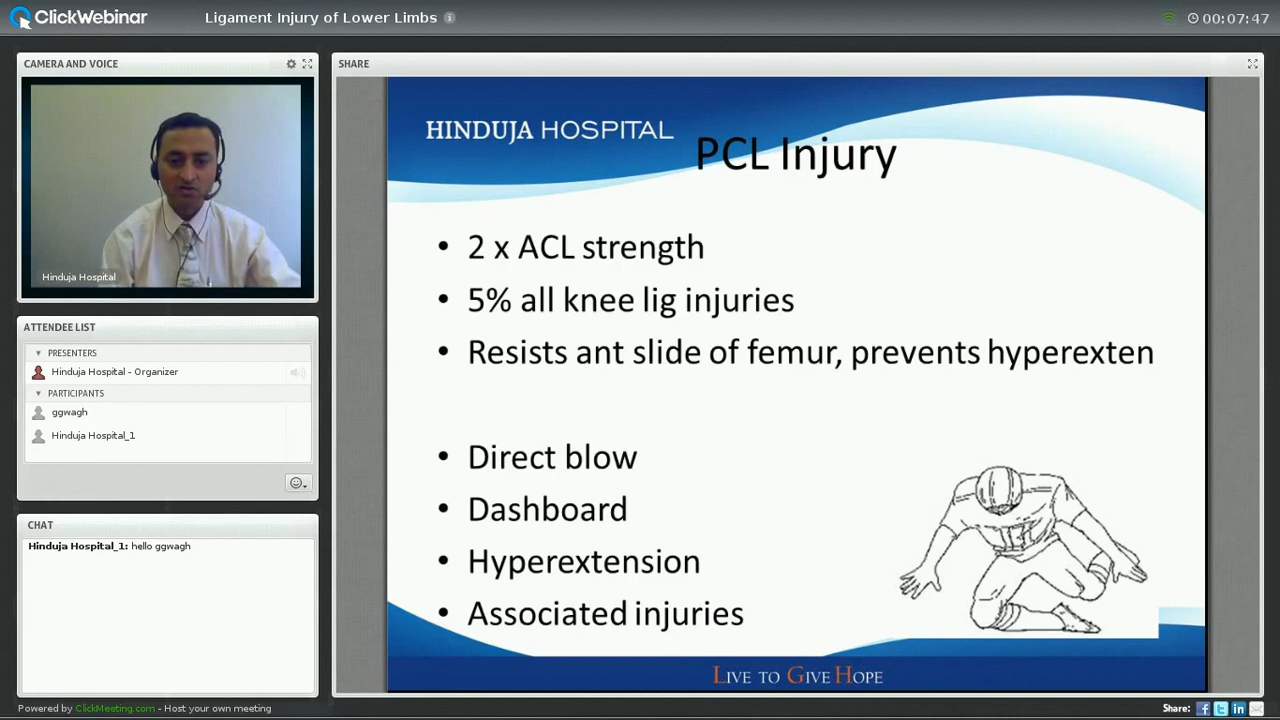 ClickWebinar
Ligament Injury of Lower Limbs
00:07:47
CAMERA AND VOICE
Hinduja Hospital
ATTENDEE LIST
PRESENTERS
Hinduja Hospital - Organizer
PARTICIPANTS
ggwagh
Hinduja Hospital_1
CHAT
Hinduja Hospital_1: hello ggwagh
SHARE
HINDUJA HOSPITAL
PCL Injury
• 2 x ACL strength
• 5% all knee lig injuries
• Resists ant slide of femur, prevents hyperexten
• Direct blow
• Dashboard
• Hyperextension
• Associated injuries
LIVE TO GIVE HOPE
Powered by ClickMeeting.com - Host your own meeting
Share: